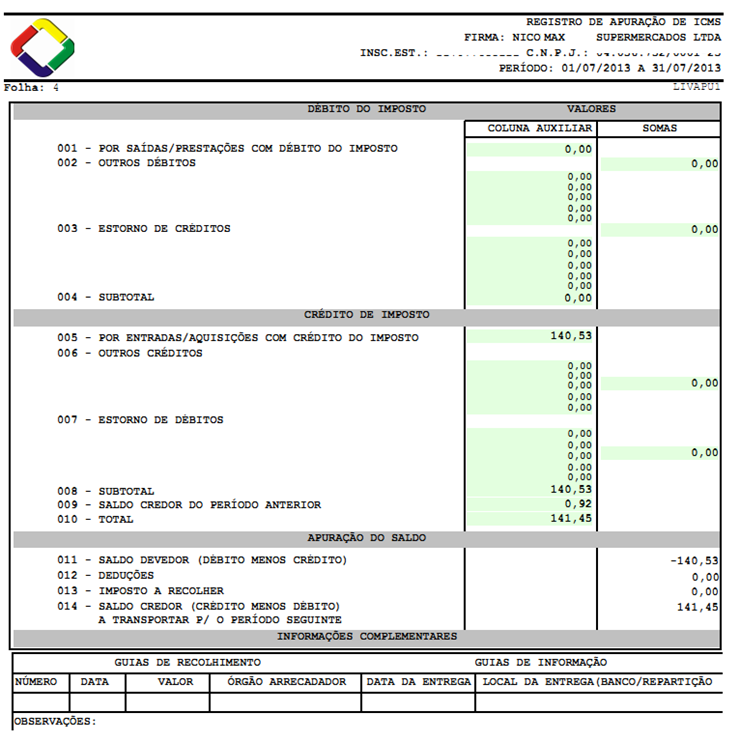 REGISTRO DE APURAÇÃO DE ICMS
FIRMA: NICO MAX SUPERMERCADOS LTDA
INSC.EST.: C.N.P.J.:
PERÍODO: 01/07/2013 A 31/07/2013
Folha: 4 LIVAPU1
DÉBITO DO IMPOSTO VALORES
COLUNA AUXILIAR SOMAS
001 - POR SAÍDAS/PRESTAÇÕES COM DÉBITO DO IMPOSTO 0,00
002 - OUTROS DÉBITOS 0,00
0,00
0,00
0,00
0,00
0,00
003 - ESTORNO DE CRÉDITOS 0,00
0,00
0,00
0,00
0,00
0,00
004 - SUBTOTAL 0,00
CRÉDITO DE IMPOSTO
005 - POR ENTRADAS/AQUISIÇÕES COM CRÉDITO DO IMPOSTO 140,53
006 - OUTROS CRÉDITOS
0,00
0,00
0,00 0,00
0,00
0,00
007 - ESTORNO DE DÉBITOS
0,00
0,00
0,00 0,00
0.00
0,00
008 - SUBTOTAL 140,53
009 - SALDO CREDOR DO PERÍODO ANTERIOR 0,92
010 - TOTAL 141,45
APURAÇÃO DO SALDO
011 - SALDO DEVEDOR (DÉBITO MENOS CRÉDITO) -140,53
012 - DEDUÇÕES 0,00
013 - IMPOSTO A RECOLHER 0,00
014 - SALDO CREDOR (CRÉDITO MENOS DÉBITO) 141,45
A TRANSPORTAR P/ O PERÍODO SEGUINTE
INFORMAÇÕES COMPLEMENTARES
GUIAS DE RECOLHIMENTO GUIAS DE INFORMAÇÃO
NÚMERO DATA VALOR ÓRGÃO ARRECADADOR DATA DA ENTREGA LOCAL DA ENTREGA(BANCO/REPARTIÇÃO
OBSERVAÇÕES: